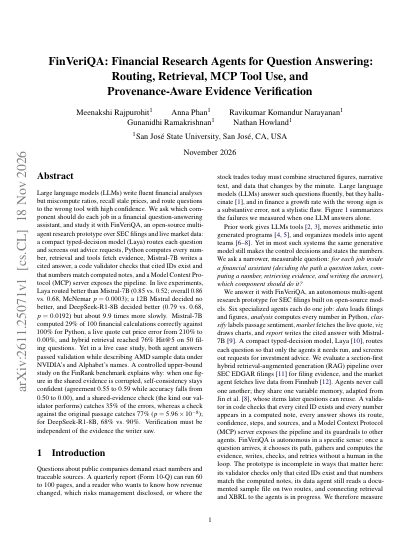 FinVeriQA: Financial Research Agents for Question Answering:
Routing, Retrieval, MCP Tool Use, and
Provenance-Aware Evidence Verification
Meenakshi Rajpurohit¹ Anna Phan¹ Ravikumar Komandur Narayanan¹
Gunanidhi Ramakrishnan¹ Nathan Howland¹
¹San José State University, San José, CA, USA
November 2026
arXiv:2611.25071v1 [cs.CL] 18 Nov 2026
Abstract
Large language models (LLMs) write fluent financial analyses
but miscompute ratios, recall stale prices, and route questions
to the wrong tool with high confidence. We ask which com-
ponent should do each job in a financial question-answering
assistant, and study it with FinVeriQA, an open-source multi-
agent research prototype over SEC filings and live market data:
a compact typed-decision model (Laya) routes each question
and screens out advice requests, Python computes every num-
ber, retrieval and tools fetch evidence, Mistral-7B writes a
cited answer, a code validator checks that cited IDs exist and
that numbers match the computed note, and a Model Context Pro-
tocol (MCP) server exposes the pipeline. In live experiments,
Laya routed better than Mistral-7B (0.85 vs. 0.52; overall 0.86
vs. 0.68, McNemar p = 0.0003); a 12B Mistral decided no
better, and DeepSeek-R1-8B decided better (0.79 vs. 0.68,
p = 0.0192) but about 9.9 times more slowly. Mistral-7B
computed 29% of 100 financial calculations correctly against
100% for Python, a live quote tool cut price error from 210%
to 0.00%, and hybrid retrieval reached 76% Hit@5 on 50 fil-
ing questions. Yet in a live case study, both agent answers
passed validation while describing AMD sample data under
NVIDIA's and Alphabet's names. A controlled apper-bound
study on the FinRank benchmark explains why: when one fig-
ure in the shared evidence is corrupted, self-consistency stays
confident (agreement 0.55 to 0.59 while accuracy falls from
0.50 to 0.00), and a shared-evidence check (the kind our val-
idator performs) catches 35% of the errors, whereas a check
against the original passage catches 77% (p = 5.96 × 10⁻⁸;
for DeepSeek-R1-8B, 68% vs. 90%. Verification must be
independent of the evidence the writer saw.
1 Introduction
Questions about public companies demand exact numbers and
traceable sources. A quarterly report (Form 10-Q) can run 60
to 100 pages, and a reader who wants to know how revenue
changed, which risks management disclosed, or where the
stock trades today must combine structured figures, narrative
text, and data that changes by the minute. Large language
models (LLMs) answer such questions fluently, but they hallu-
cinate [1], and in finance a growth rate with the wrong sign is
a substantive error, not a stylistic flaw. Figure 1 summarizes
the failures we measured when one LLM answers alone.
Prior work gives LLMs tools [2, 3], moves arithmetic into
generated programs [4, 5], and organizes models into agent
teams [6–8]. Yet in most such systems the same generative
model still makes the control decisions and states the numbers.
We ask a narrower, measurable question: for each job inside
a financial assistant (deciding the path a question takes, com-
puting a number, retrieving evidence, and writing the answer),
which component should do it?
We answer it with FinVeriQA, an autonomous multi-agent
research prototype for SEC filings built on open-source mod-
els. Six specialized agents each do one job: data loads filings
and figures, analysis computes every number in Python, clar-
ify labels passage sentiment, market fetches the live quote, viz
draws charts, and report writes the cited answer with Mistral-
7B [9]. A compact typed-decision model, Laya [10], routes
each question so that only the agents it needs run, and screens
out requests for investment advice. We evaluate a section-first
hybrid retrieval-augmented generation (RAG) pipeline over
SEC EDGAR filings [11] for filing evidence, and the market
agent fetches live data from Finnhub [12]. Agents never call
one another; they share one variable memory, adapted from
Jin et al. [8], whose items later questions can reuse. A valida-
tor in code checks that every cited ID exists and that every
number appears in a computed note, every answer shows its route,
confidence, steps, and sources, and a Model Context Protocol
(MCP) server exposes the pipeline and its guardrails to other
agents. FinVeriQA is autonomous in a specific sense: once a
question arrives, it chooses its path, gathers and computes the
evidence, writes, checks, and retries without a human in the
loop. The prototype is incomplete in ways that matter here:
its validator checks only that cited IDs exist and that numbers
match the computed notes, its data agent still reads a doc-
umented sample file on two routes, and connecting retrieval
and XBRL to the agents is in progress. We therefore measure
1